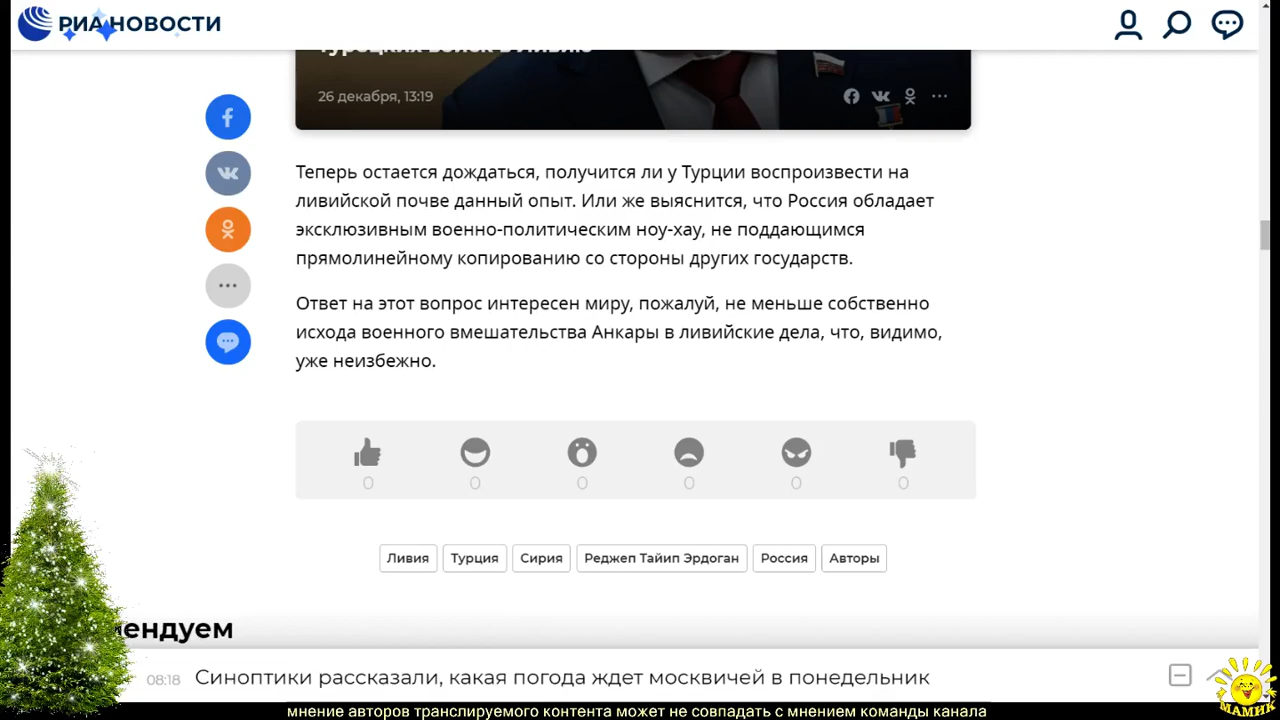 РИА НОВОСТИ
турецких войск в Ливию
26 декабря, 13:19
Теперь остается дождаться, получится ли у Турции воспроизвести на
ливийской почве данный опыт. Или же выяснится, что Россия обладает
эксклюзивным военно-политическим ноу-хау, не поддающимся
прямолинейному копированию со стороны других государств.
Ответ на этот вопрос интересен миру, пожалуй, не меньше собственно
исхода военного вмешательства Анкары в ливийские дела, что, видимо,
уже неизбежно.
0 0 0 0 0 0
Ливия Турция Сирия Реджеп Тайип Эрдоган Россия Авторы
ендуем
08:18 Синоптики рассказали, какая погода ждет москвичей в понедельник
МАМИК
мнение авторов транслируемого контента может не совпадать с мнением команды канала